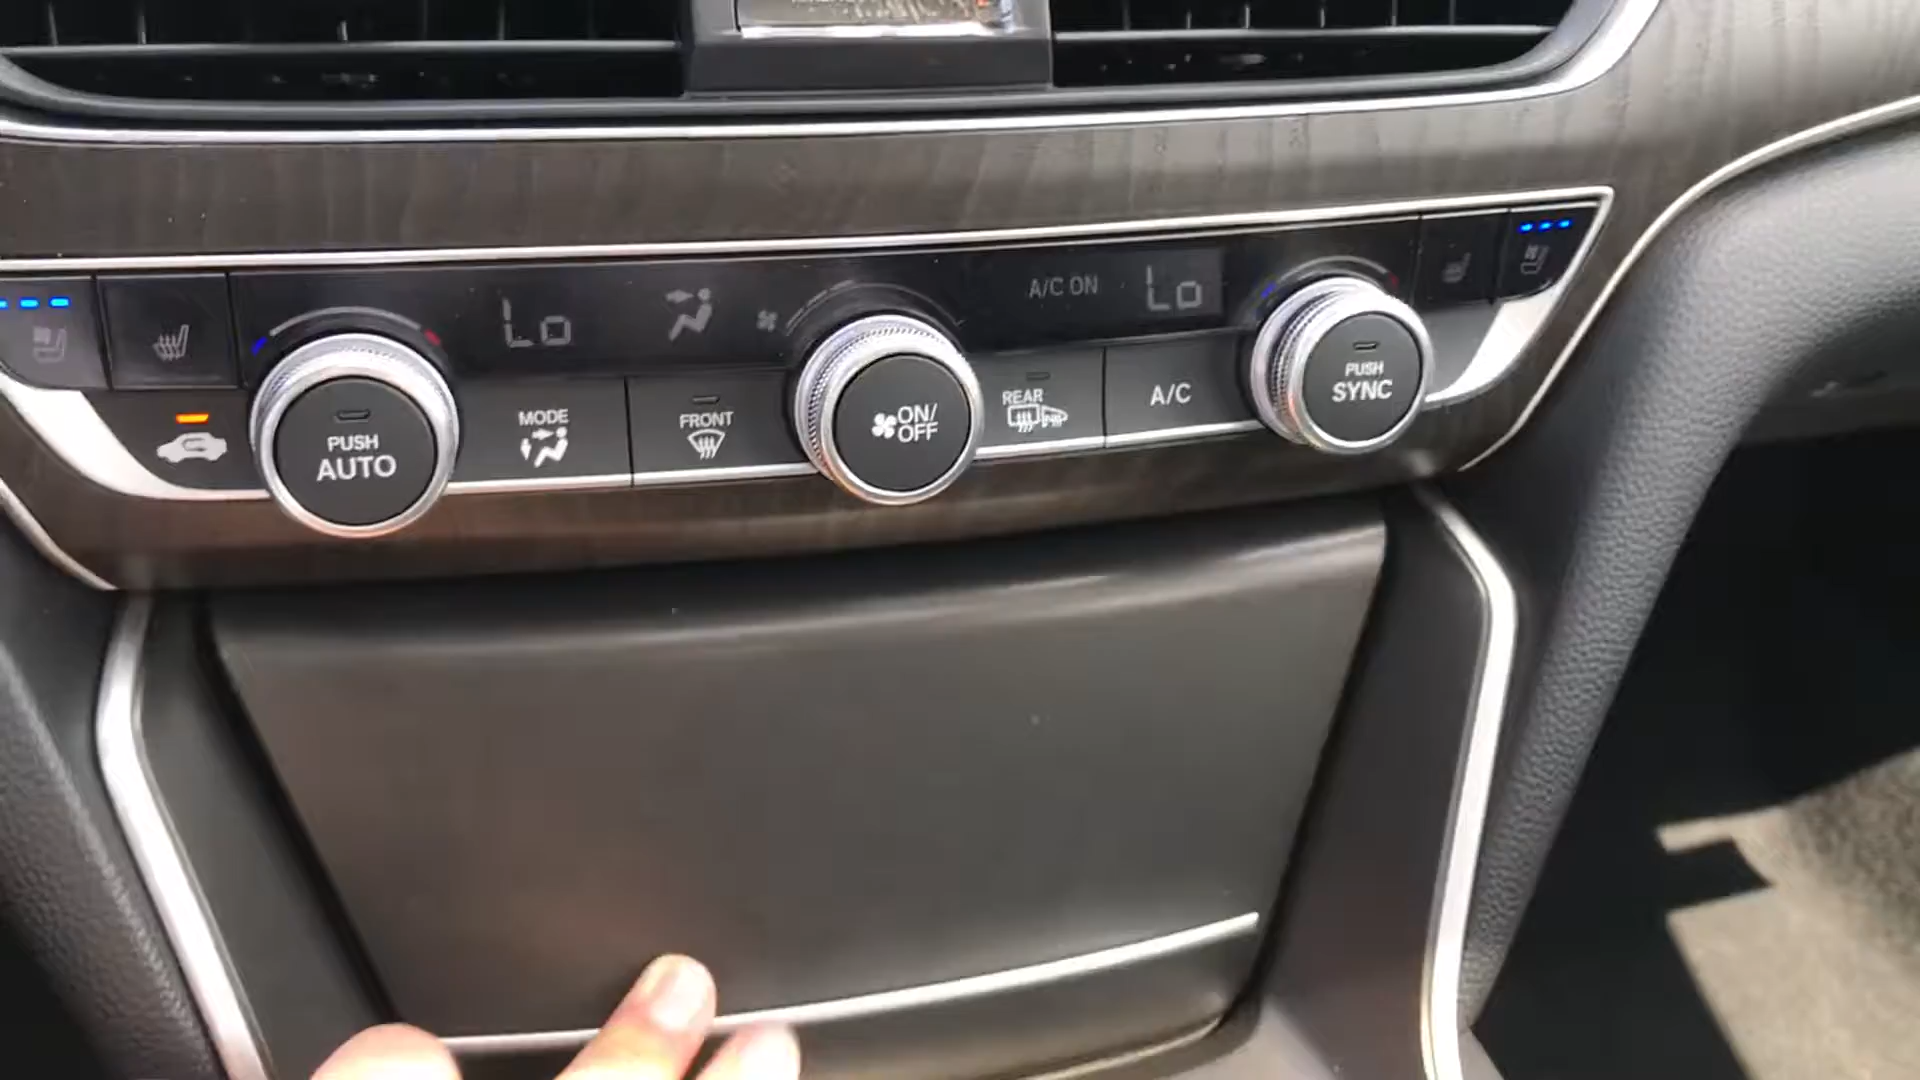 Lo
A/C ON
Lo
PUSH
AUTO
MODE
FRONT
ON/
OFF
REAR
A/C
PUSH
SYNC